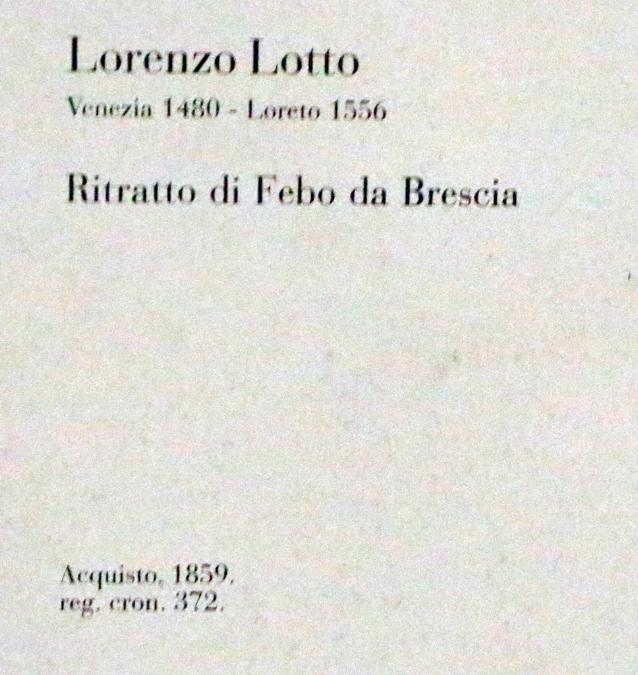 Lorenzo Lotto
Venezia 1480 - Loreto 1556
Ritratto di Febo da Brescia
Acquisto, 1859.
reg. cron. 372.